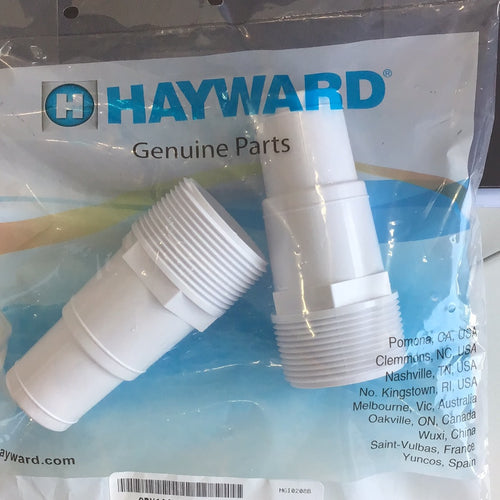 H HAYWARD®
Genuine Parts
Pomona, CA, USA
Clemmons, NC, USA
Nashville, TN, USA
No. Kingstown, RI, USA
Melbourne, Vic, Australia
Oakville, ON, Canada
Wuxi, China
Saint-Vulbas, France
Yuncos, Spain
ayward.com